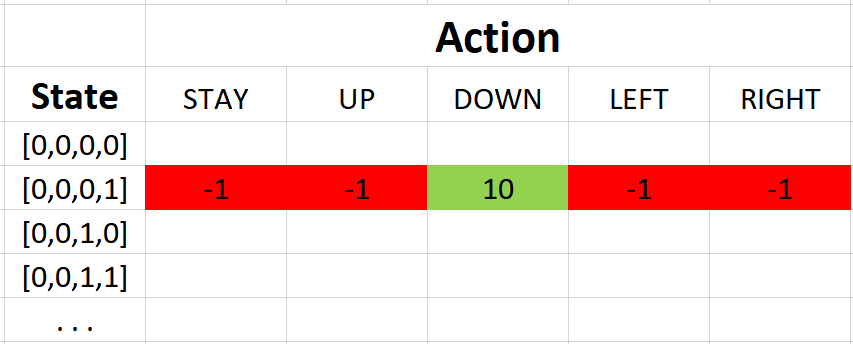 Action
State STAY UP DOWN LEFT RIGHT
[0,0,0,0]
[0,0,0,1] -1 -1 10 -1 -1
[0,0,1,0]
[0,0,1,1]
. . .